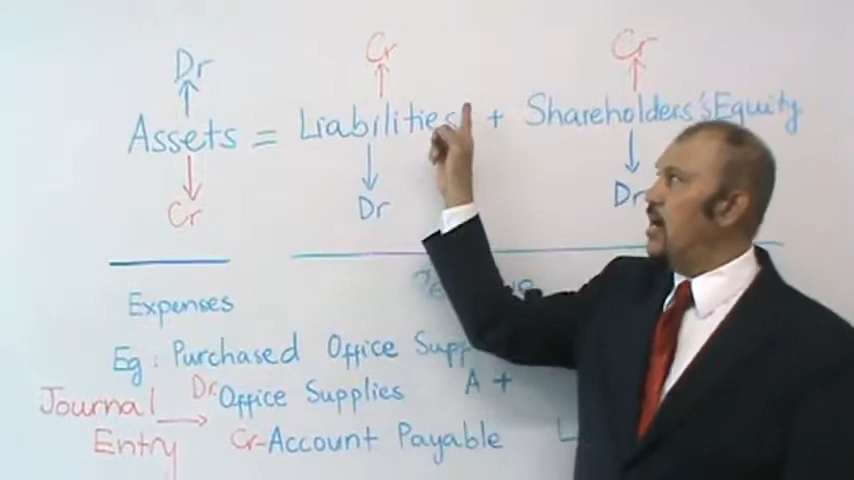 Dr Cr Cr
Assets = Liabilities + Shareholders's Equity
Cr Dr Dr
Expenses
Eg: Purchased Office Supp
Journal Entry → Dr Office Supplies A +
Cr-Account Payable L